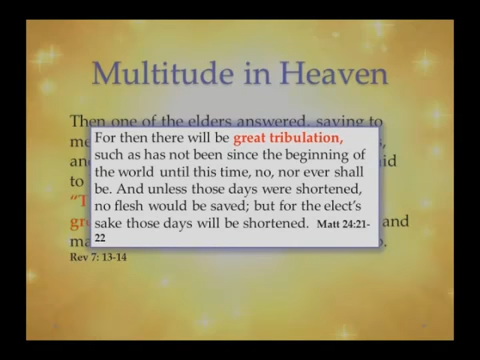 Multitude in Heaven
Then one of the elders answered, saying to
For then there will be great tribulation,
such as has not been since the beginning of
the world until this time, no, nor ever shall
be. And unless those days were shortened,
no flesh would be saved; but for the elect's
sake those days will be shortened. Matt 24:21-
22
and
Rev 7: 13-14